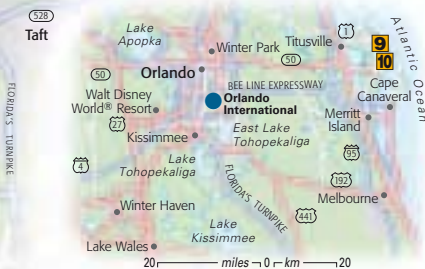 528
Taft
FLORIDA'S TURNPIKE
Lake
Apopka
Winter Park
Titusville
1
Atlantic Ocean
9
10
50
Orlando
50
BEE LINE EXPRESSWAY
Cape
Canaveral
Walt Disney
World® Resort
Orlando
International
27
Merritt
Island
Kissimmee
East Lake
Tohopekaliga
95
4
Lake
Tohopekaliga
192
FLORIDA'S TURNPIKE
Melbourne
441
Winter Haven
Lake
Kissimmee
Lake Wales
20 miles 0 km 20